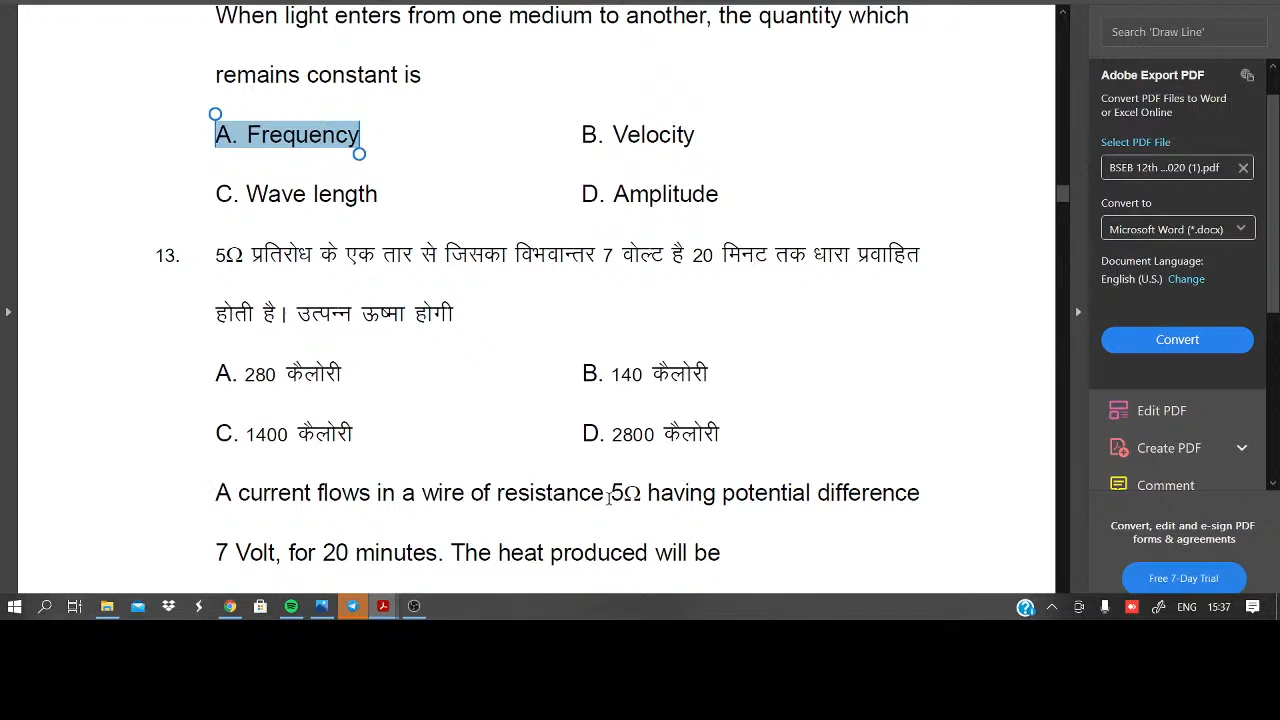 When light enters from one medium to another, the quantity which
remains constant is
A. Frequency
B. Velocity
C. Wave length
D. Amplitude
13. 5Ω प्रतिरोध के एक तार से जिसका विभवान्तर 7 वोल्ट है 20 मिनट तक धारा प्रवाहित
होती है। उत्पन्न ऊष्मा होगी
A. 280 कैलोरी
B. 140 कैलोरी
C. 1400 कैलोरी
D. 2800 कैलोरी
A current flows in a wire of resistance 5Ω having potential difference
7 Volt, for 20 minutes. The heat produced will be
Search 'Draw Line'
Adobe Export PDF
Convert PDF Files to Word
or Excel Online
Select PDF File
BSEB 12th ...020 (1).pdf
Convert to
Microsoft Word (*.docx)
Document Language:
English (U.S.) Change
Convert
Edit PDF
Create PDF
Comment
Convert, edit and e-sign PDF
forms & agreements
Free 7-Day Trial
ENG 15:37